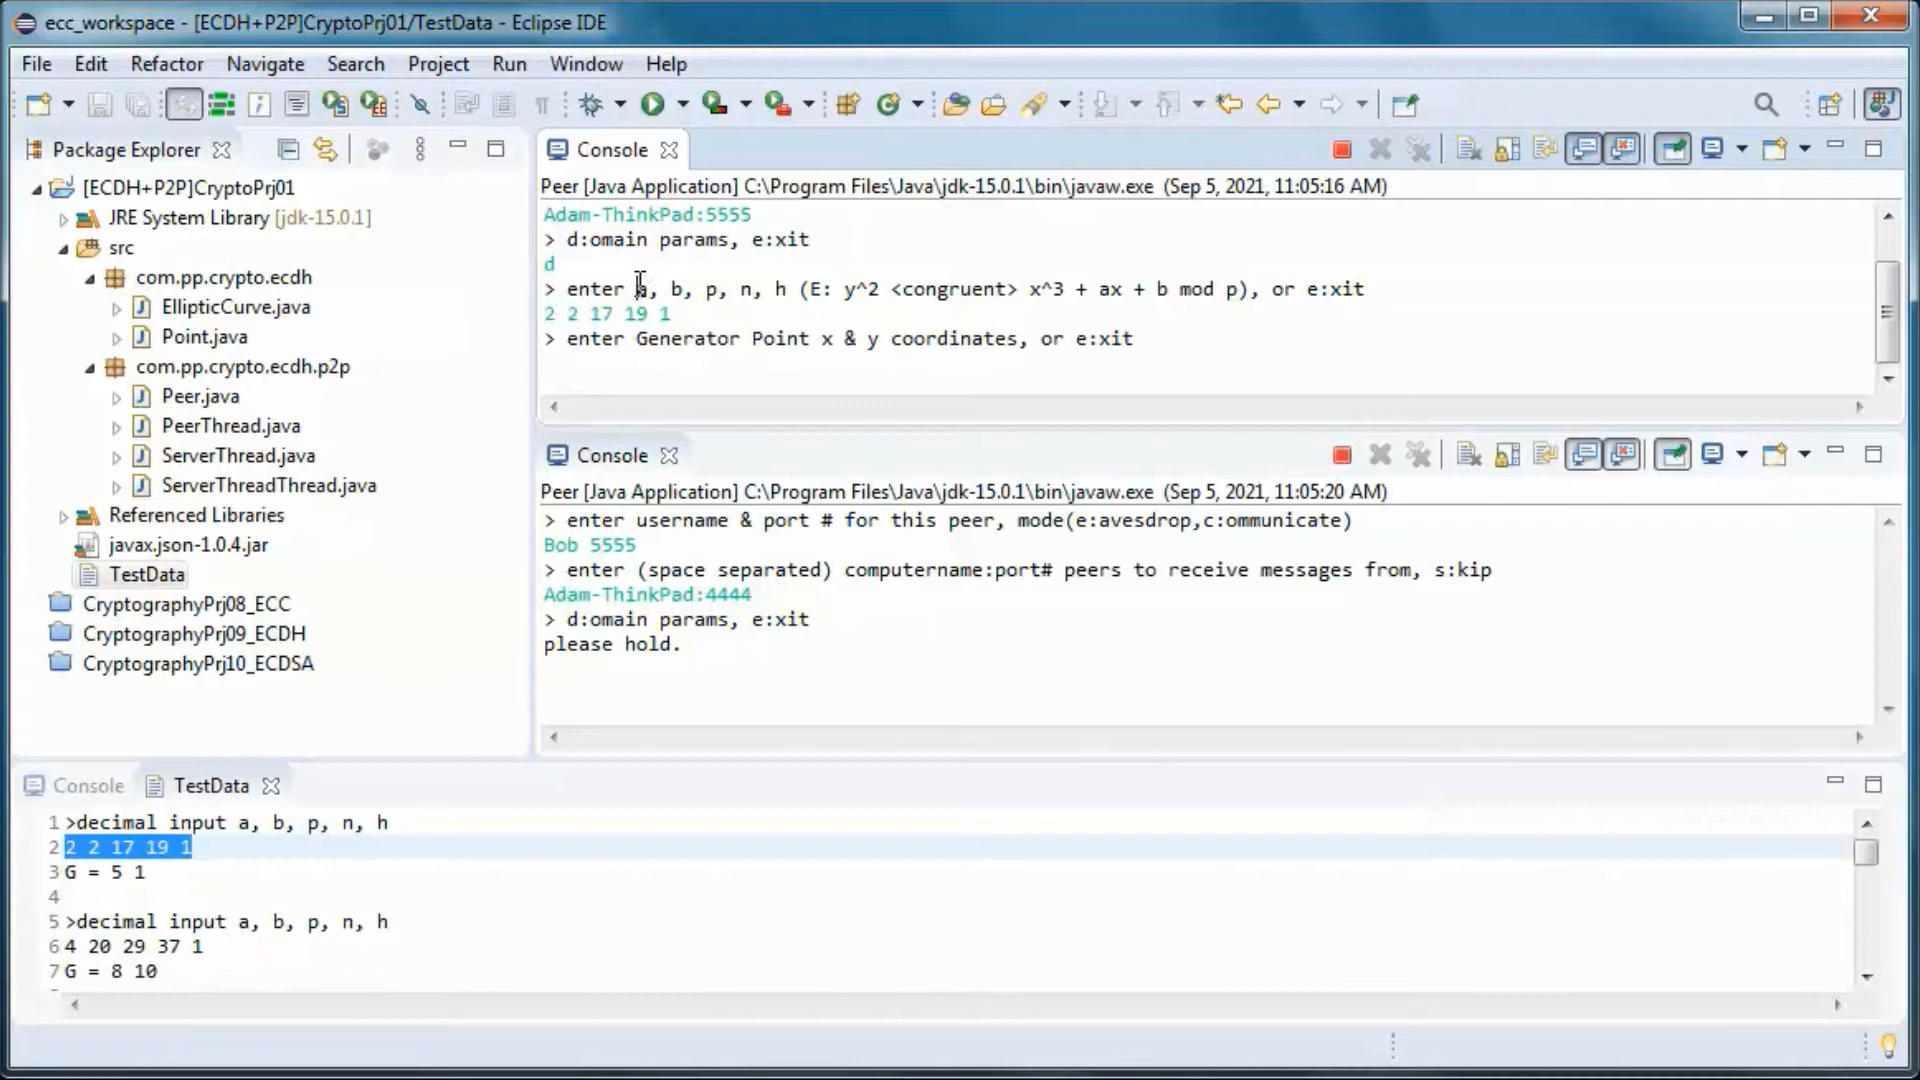 ecc_workspace - [ECDH+P2P]CryptoPrj01/TestData - Eclipse IDE
File Edit Refactor Navigate Search Project Run Window Help
Package Explorer
[ECDH+P2P]CryptoPrj01
JRE System Library [jdk-15.0.1]
src
com.pp.crypto.ecdh
EllipticCurve.java
Point.java
com.pp.crypto.ecdh.p2p
Peer.java
PeerThread.java
ServerThread.java
ServerThreadThread.java
Referenced Libraries
javax.json-1.0.4.jar
TestData
CryptographyPrj08_ECC
CryptographyPrj09_ECDH
CryptographyPrj10_ECDSA
Console
Peer [Java Application] C:\Program Files\Java\jdk-15.0.1\bin\javaw.exe (Sep 5, 2021, 11:05:16 AM)
Adam-ThinkPad:5555
> d:omain params, e:xit
d
> enter a, b, p, n, h (E: y^2 <congruent> x^3 + ax + b mod p), or e:xit
2 2 17 19 1
> enter Generator Point x & y coordinates, or e:xit
Console
Peer [Java Application] C:\Program Files\Java\jdk-15.0.1\bin\javaw.exe (Sep 5, 2021, 11:05:20 AM)
> enter username & port # for this peer, mode(e:avesdrop,c:ommunicate)
Bob 5555
> enter (space separated) computername:port# peers to receive messages from, s:kip
Adam-ThinkPad:4444
> d:omain params, e:xit
please hold.
Console TestData
1 >decimal input a, b, p, n, h
2 2 2 17 19 1
3 G = 5 1
4
5 >decimal input a, b, p, n, h
6 4 20 29 37 1
7 G = 8 10